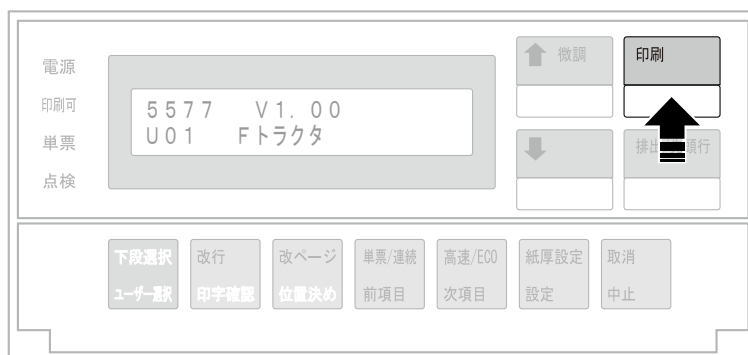 電源
印刷可
単票
点検
5577 V1.00
U01 Fトラクタ
微調
印刷
排出
頭行
下段選択
ユーザー選択
改行
印字確認
改ページ
位置決め
単票/連続
前項目
高速/ECO
次項目
紙厚設定
設定
取消
中止